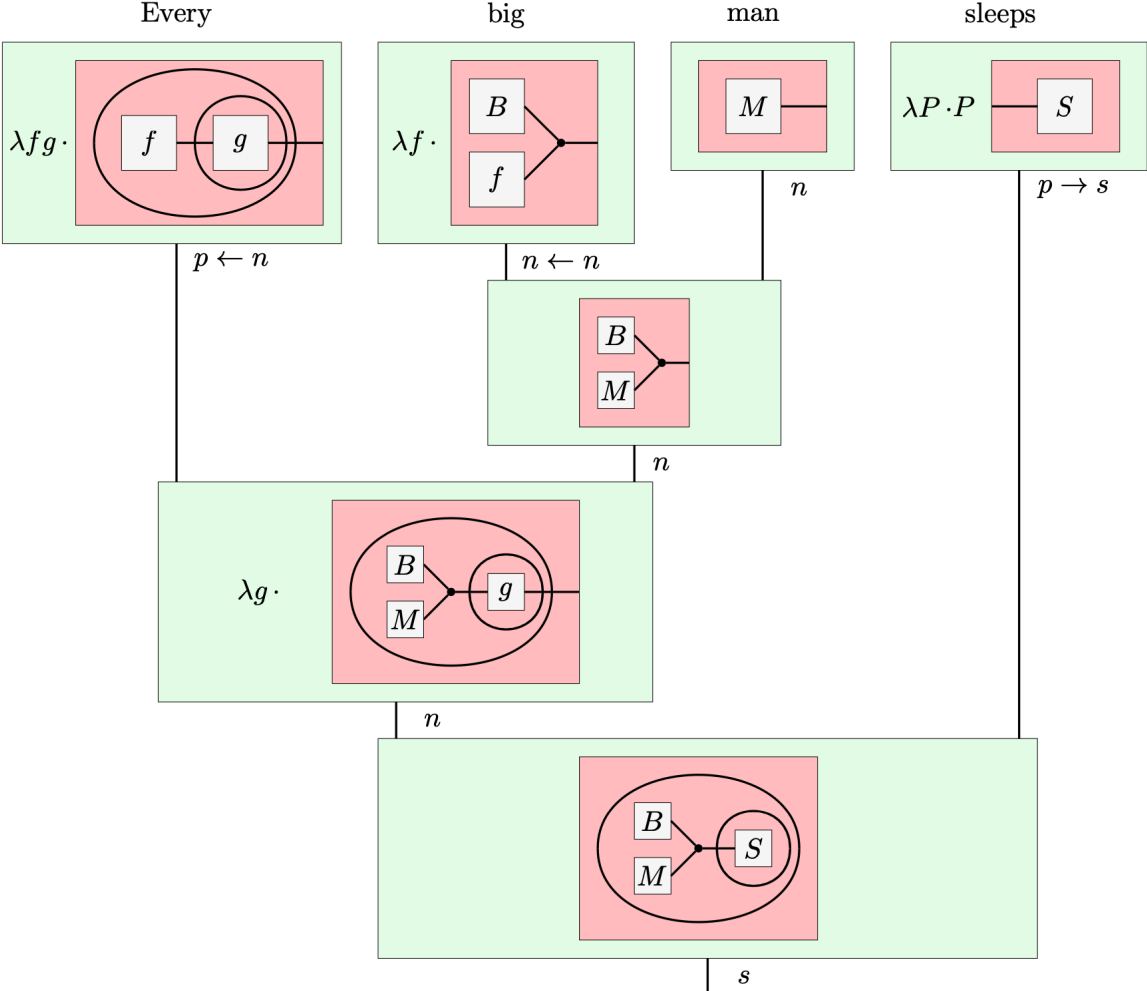 Every big man sleeps
λfg· f g
λf· B f
M
λP·P S
p ← n
n ← n
n
p → s
B
M
n
λg· B M g
n
B
M
S
s